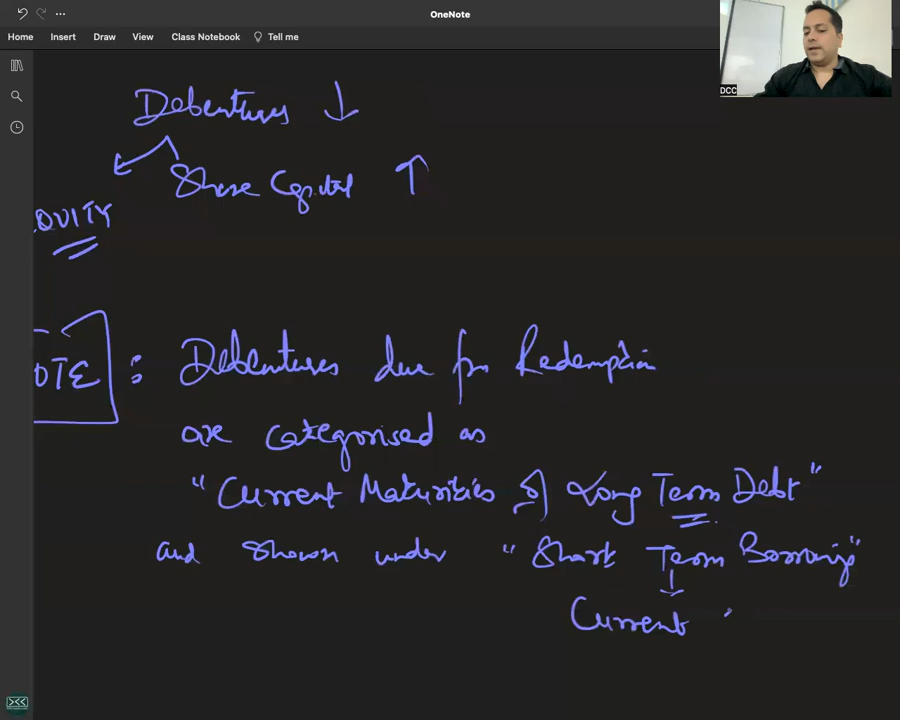 OneNote
Home Insert Draw View Class Notebook Tell me
DCC
Debentures ↓
Share Capital ↑
QUITY
OTE : Debentures due for Redemption
are categorised as
"Current Maturities of Long Term Debt"
and shown under "Short Term Borrowings"
Current